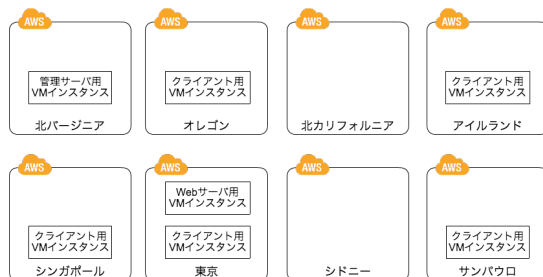 AWS
AWS
AWS
AWS
管理サーバ用
VMインスタンス
クライアント用
VMインスタンス
クライアント用
VMインスタンス
北バージニア
オレゴン
北カリフォルニア
アイルランド
AWS
AWS
AWS
AWS
Webサーバ用
VMインスタンス
クライアント用
VMインスタンス
クライアント用
VMインスタンス
クライアント用
VMインスタンス
シンガポール
東京
シドニー
サンパウロ